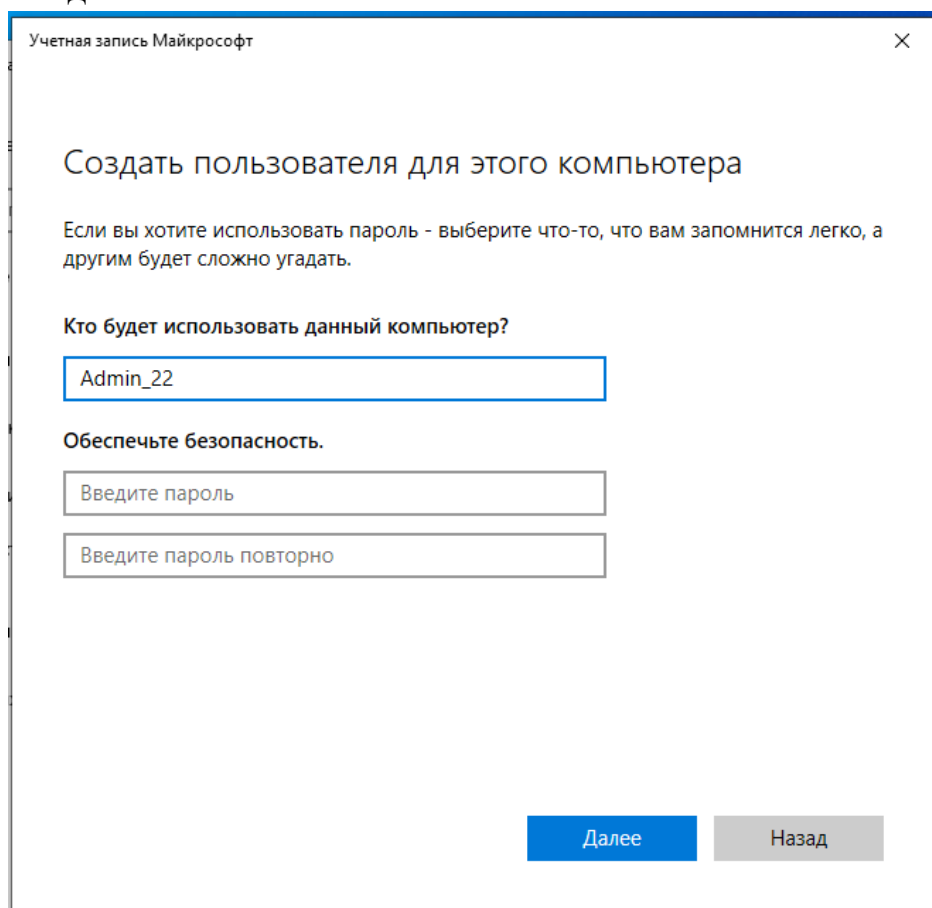 Учетная запись Майкрософт
Создать пользователя для этого компьютера
Если вы хотите использовать пароль - выберите что-то, что вам запомнится легко, а
другим будет сложно угадать.
Кто будет использовать данный компьютер?
Admin_22
Обеспечьте безопасность.
Введите пароль
Введите пароль повторно
Далее
Назад